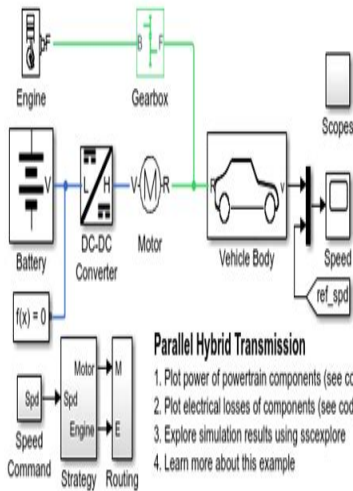 F
B F
Engine
Gearbox
Scopes
V
L H
V M R
R
v
Battery
DC-DC
Converter
Motor
Vehicle Body
Speed
ref_spd
f(x) = 0
Parallel Hybrid Transmission
1. Plot power of powertrain components (see co
2. Plot electrical losses of components (see cod
3. Explore simulation results using sscexplore
4. Learn more about this example
Motor
M
Spd
Spd
Engine
E
Speed
Command
Strategy
Routing